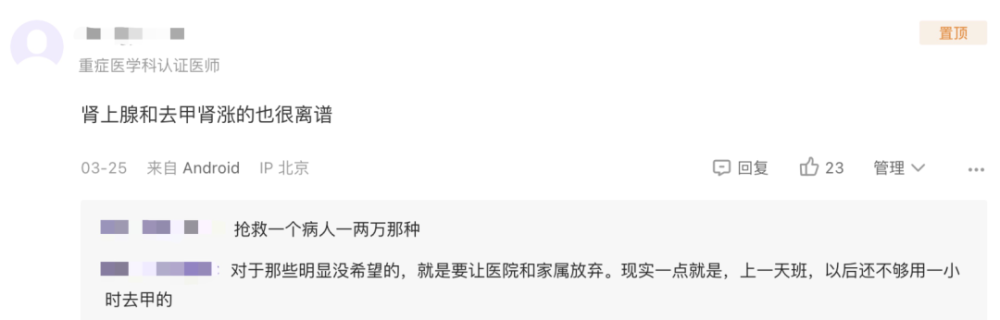 置顶
重症医学科认证医师
肾上腺和去甲肾涨的也很离谱
03-25 来自 Android IP 北京 回复 23 管理
抢救一个病人一两万那种
: 对于那些明显没希望的，就是要让医院和家属放弃。现实一点就是，上一天班，以后还不够用一小
时去甲的